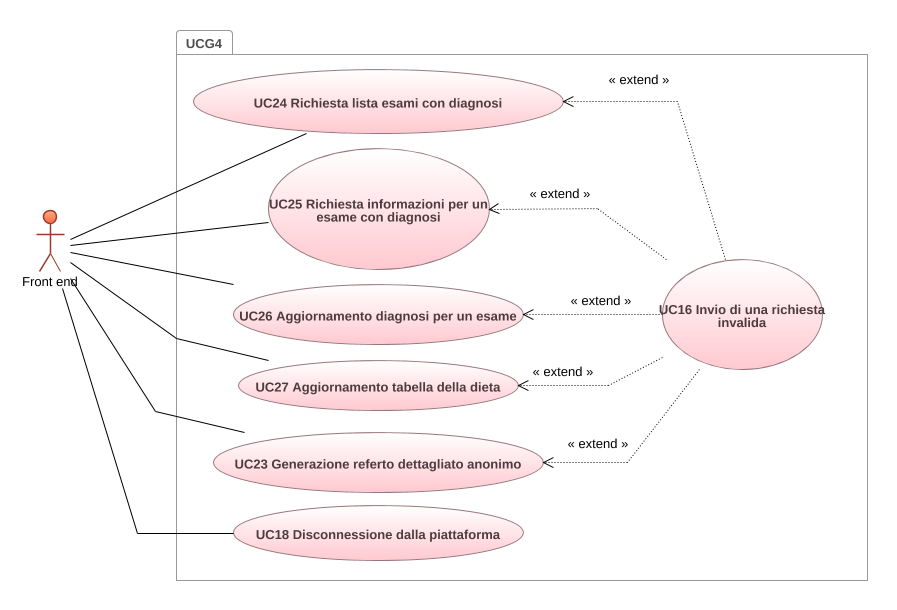 UCG4
« extend »
UC24 Richiesta lista esami con diagnosi
« extend »
UC25 Richiesta informazioni per un
esame con diagnosi
Front end
« extend »
UC16 Invio di una richiesta
invalida
UC26 Aggiornamento diagnosi per un esame
« extend »
UC27 Aggiornamento tabella della dieta
« extend »
UC23 Generazione referto dettagliato anonimo
UC18 Disconnessione dalla piattaforma